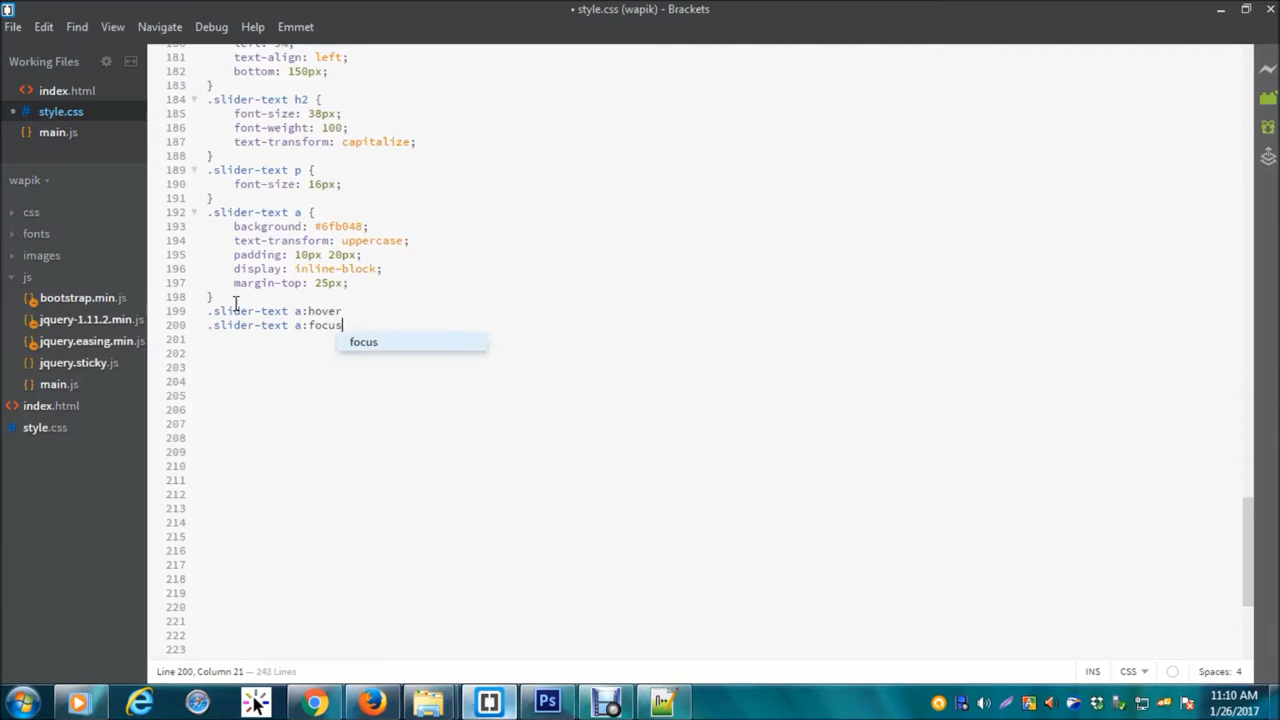 style.css (wapik) - Brackets
File Edit Find View Navigate Debug Help Emmet
Working Files
index.html
style.css
main.js
wapik
css
fonts
images
js
bootstrap.min.js
jquery-1.11.2.min.js
jquery.easing.min.js
jquery.sticky.js
main.js
index.html
style.css
181 text-align: left;
182 bottom: 150px;
183 }
184 .slider-text h2 {
185 font-size: 38px;
186 font-weight: 100;
187 text-transform: capitalize;
188 }
189 .slider-text p {
190 font-size: 16px;
191 }
192 .slider-text a {
193 background: #6fb048;
194 text-transform: uppercase;
195 padding: 10px 20px;
196 display: inline-block;
197 margin-top: 25px;
198 }
199 .slider-text a:hover
200 .slider-text a:focus
201 focus
202
203
204
205
206
207
208
209
210
211
212
213
214
215
216
217
218
219
220
221
222
223
Line 200, Column 21 — 243 Lines
INS CSS Spaces: 4
11:10 AM
1/26/2017